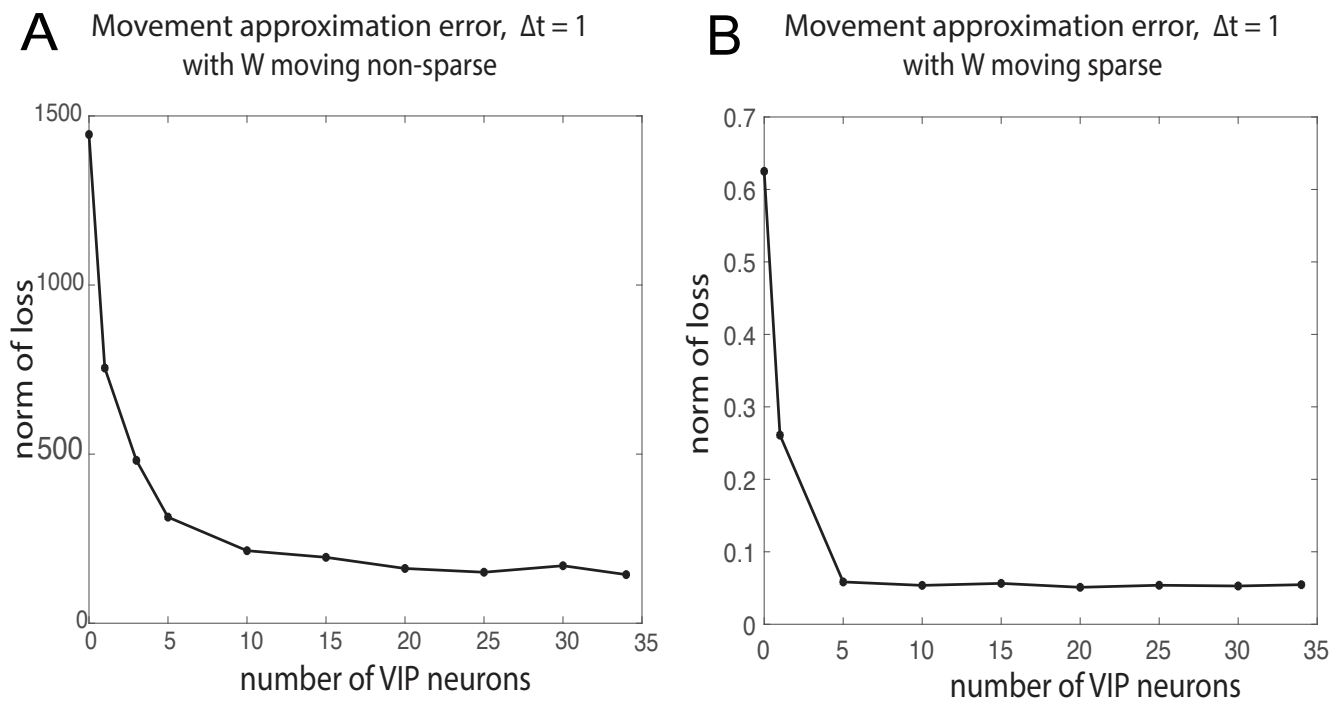 A Movement approximation error, Δt = 1
with W moving non-sparse
1500
1000
500
0
norm of loss
0 5 10 15 20 25 30 35
number of VIP neurons
B Movement approximation error, Δt = 1
with W moving sparse
0.7
0.6
0.5
0.4
0.3
0.2
0.1
0
norm of loss
0 5 10 15 20 25 30 35
number of VIP neurons